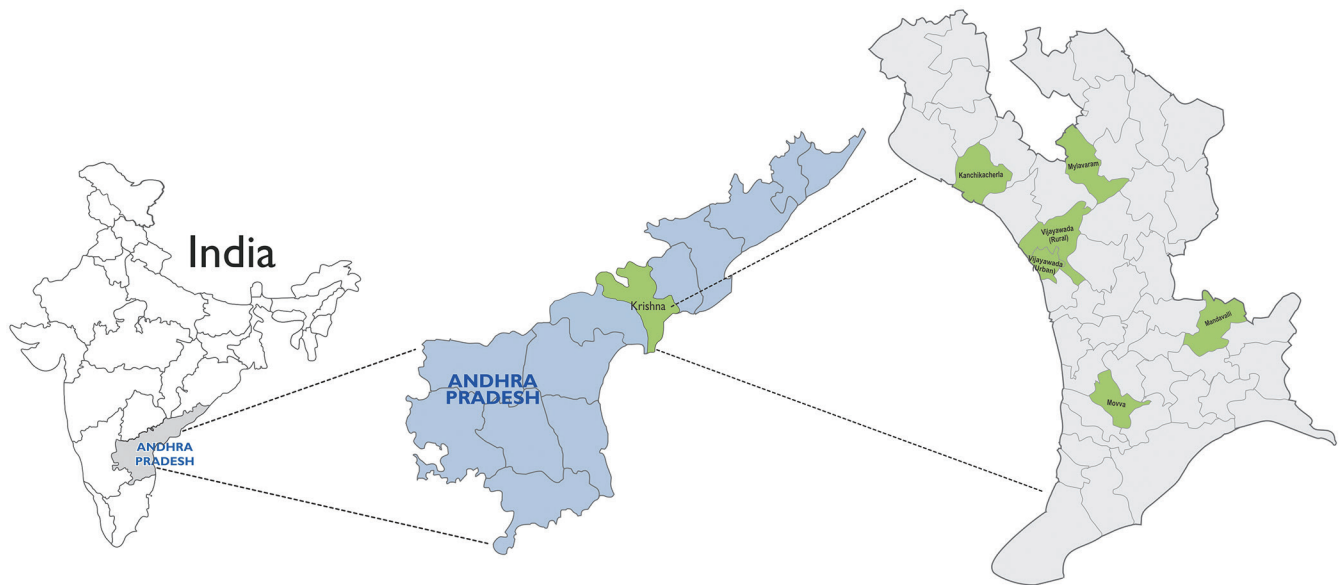 India
ANDHRA
PRADESH
Krishna
ANDHRA
PRADESH
Kanchikacherla
Mylavaram
Vijayawada
(Rural)
Vijayawada
(Urban)
Mandavalli
Movva